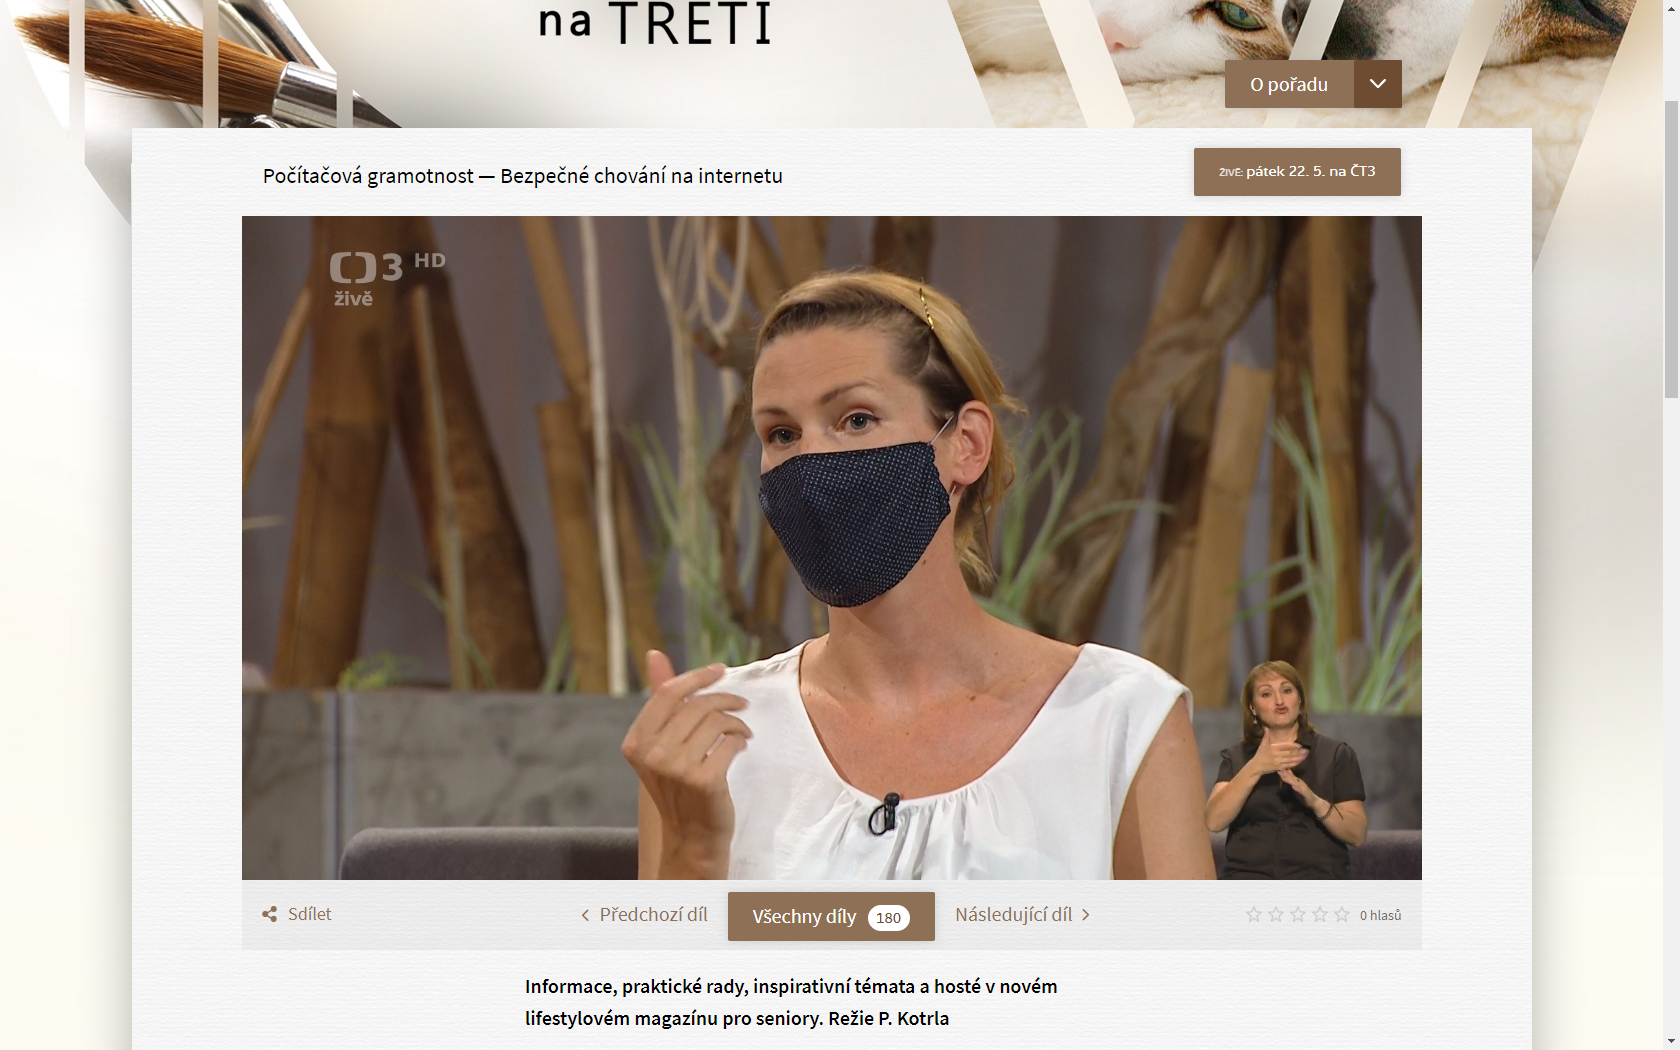 na TŘETÍ
O pořadu
Počítačová gramotnost — Bezpečné chování na internetu
ŽIVĚ: pátek 22. 5. na ČT3
3 HD
živě
Sdílet
Předchozí díl
Všechny díly 180
Následující díl
0 hlasů
Informace, praktické rady, inspirativní témata a hosté v novém
lifestylovém magazínu pro seniory. Režie P. Kotrla